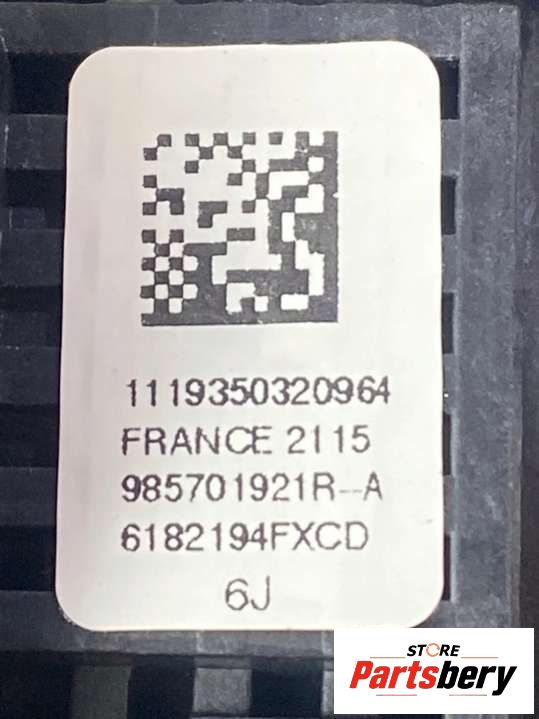 1119350320964
FRANCE 2115
985701921R--A
6182194FXCD
6J
STORE
Partsbery